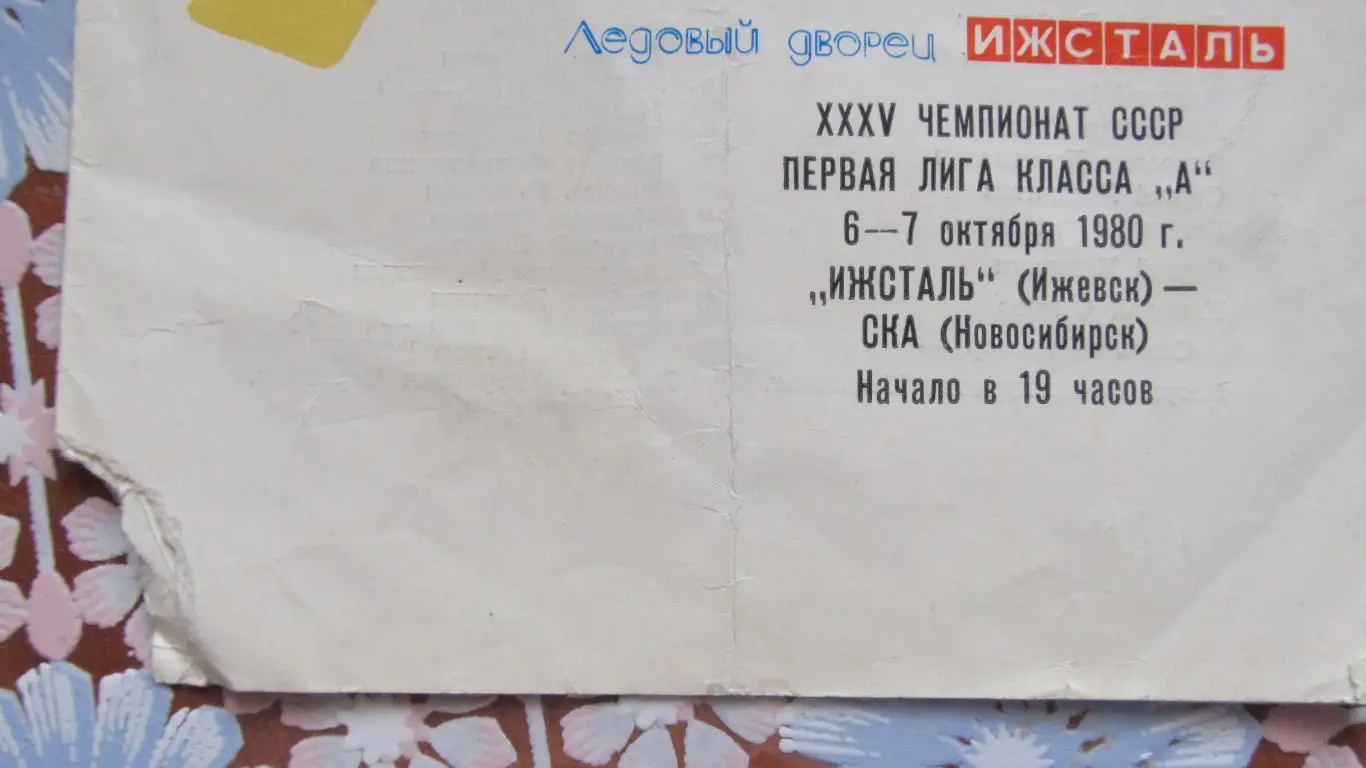 Ледовый дворец ИЖСТАЛЬ
XXXV ЧЕМПИОНАТ СССР
ПЕРВАЯ ЛИГА КЛАССА „А“
6—7 октября 1980 г.
„ИЖСТАЛЬ“ (Ижевск) —
СКА (Новосибирск)
Начало в 19 часов